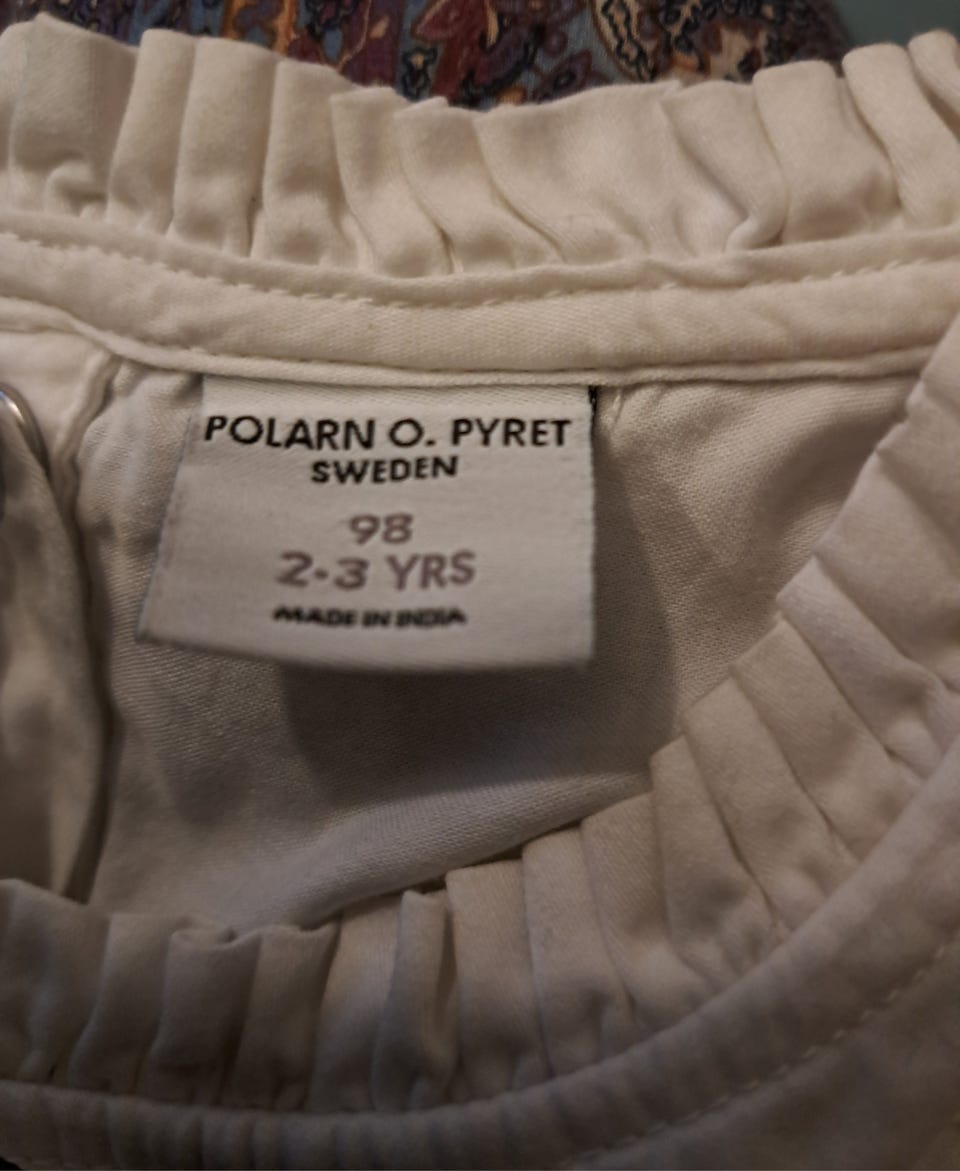 POLARN O. PYRET
SWEDEN
98
2-3 YRS
MADE IN INDIA